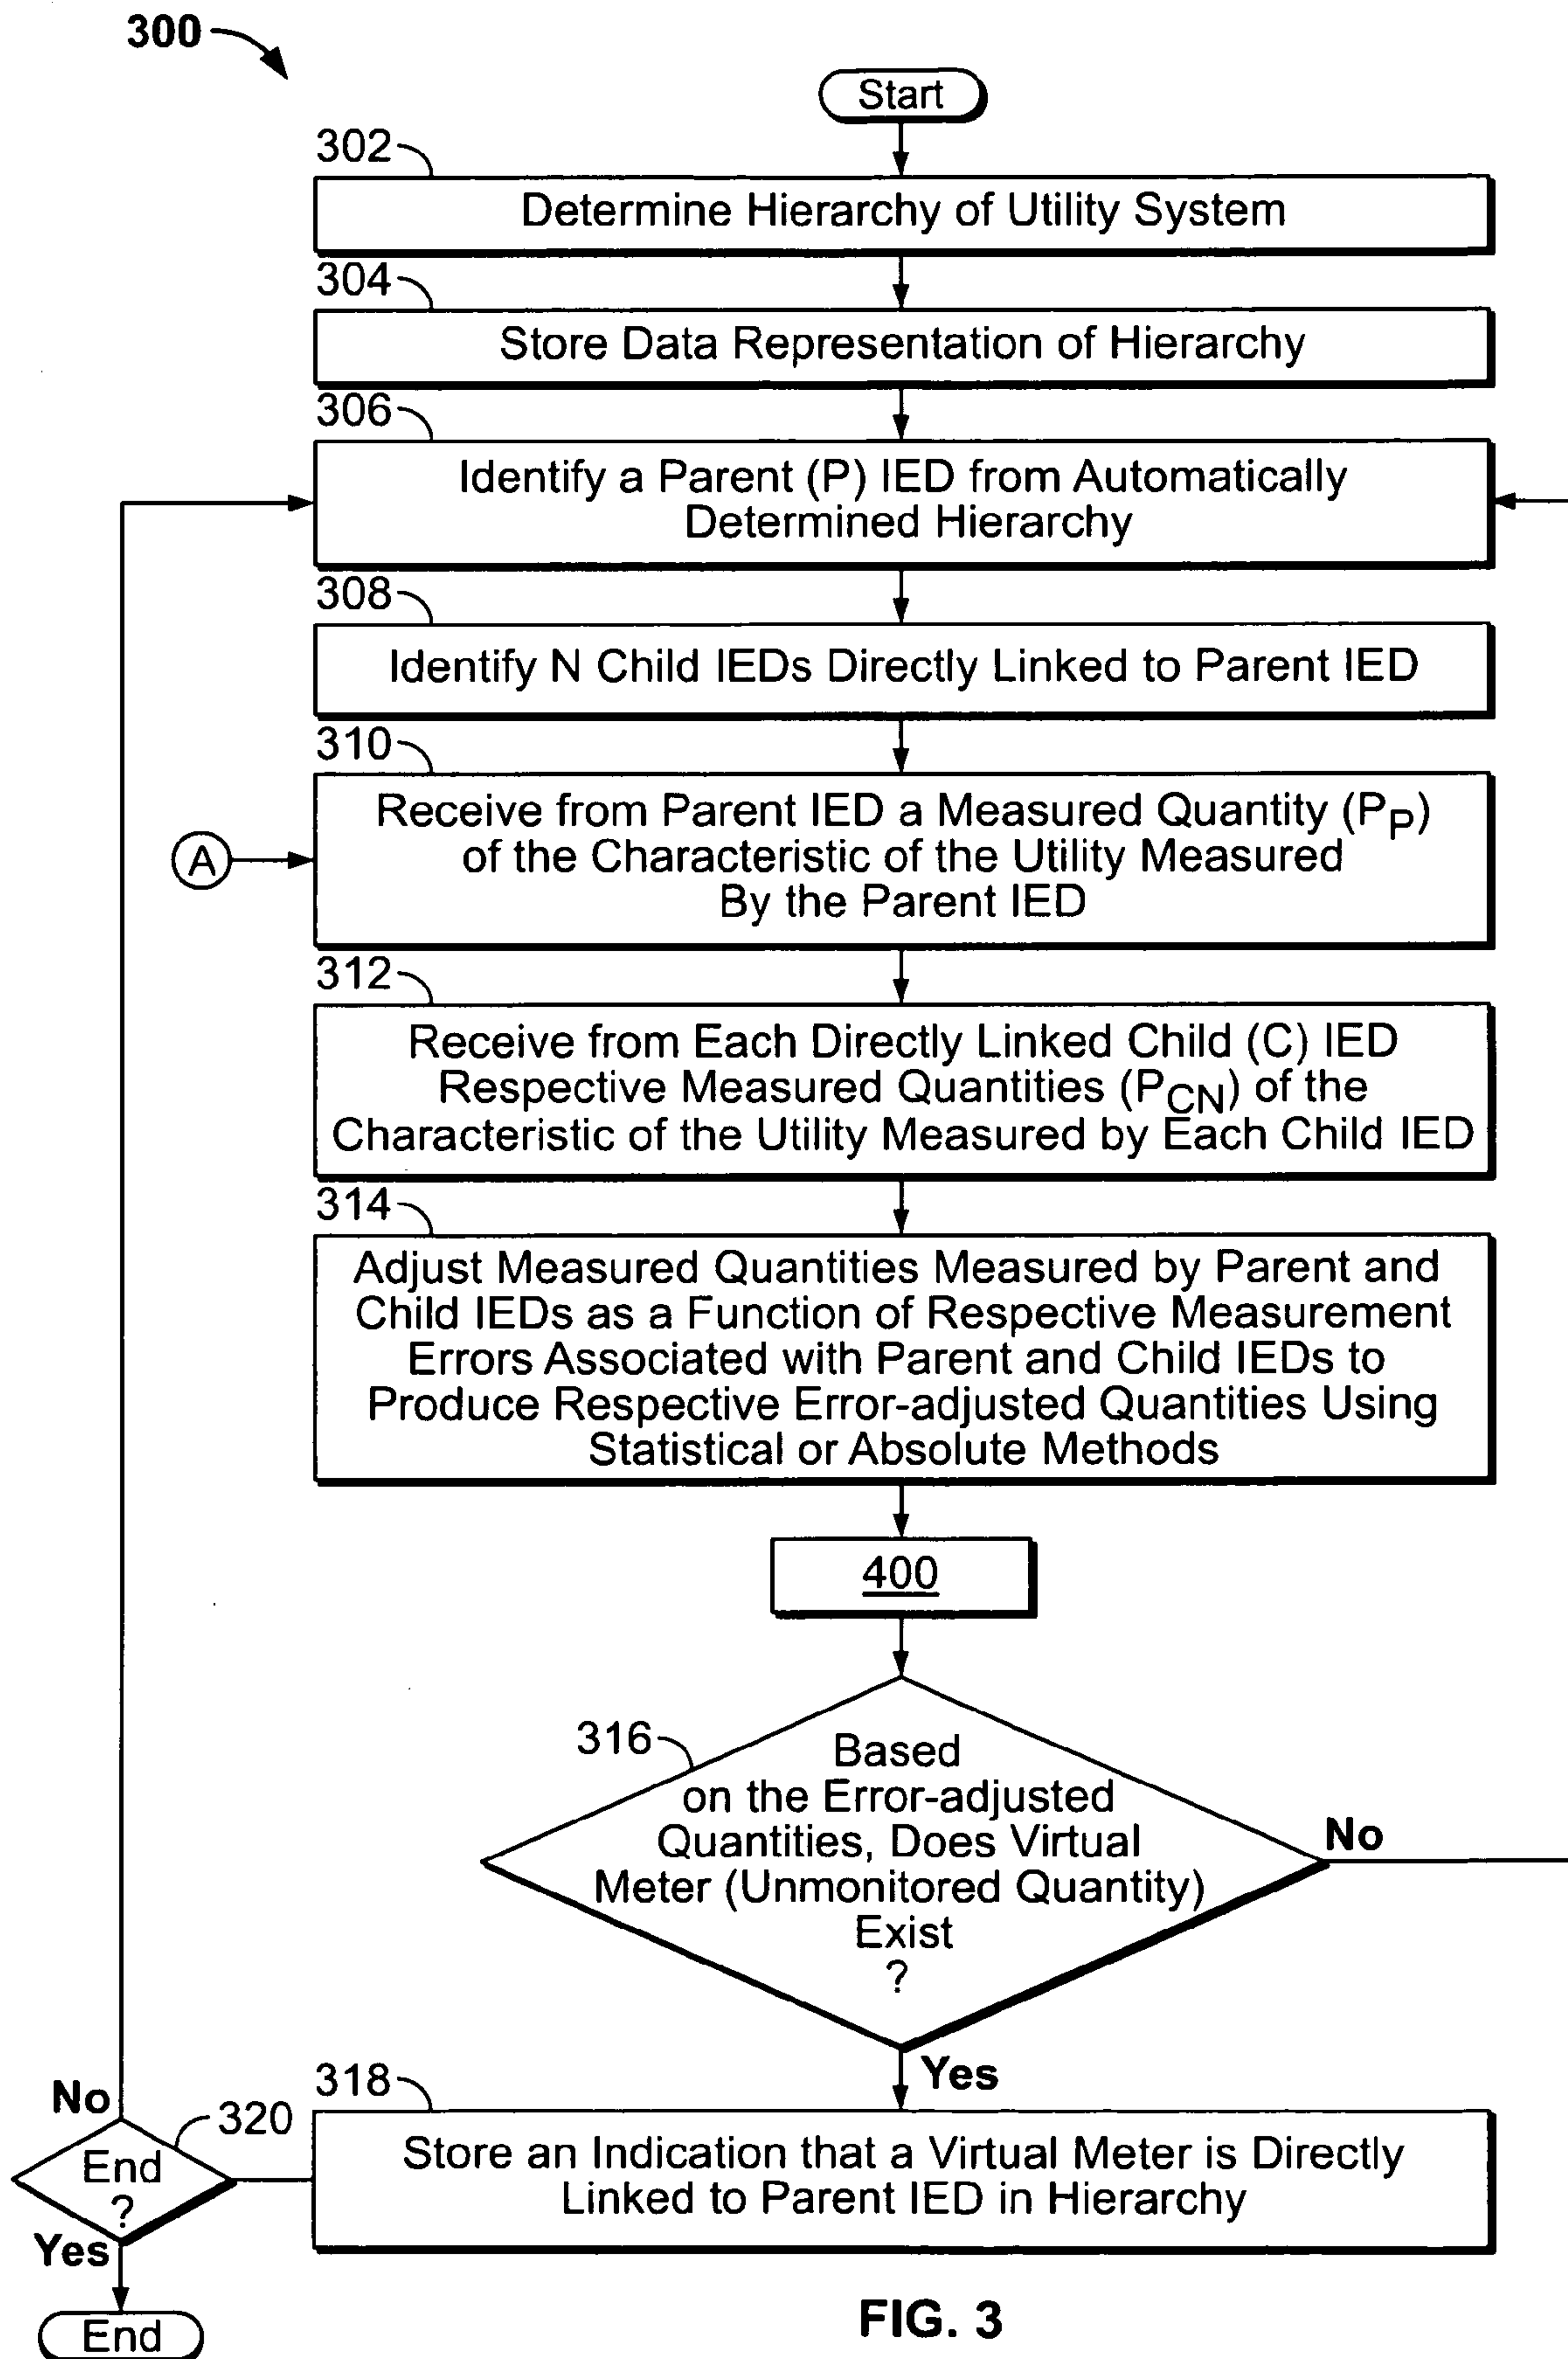 300
Start
302
Determine Hierarchy of Utility System
304
Store Data Representation of Hierarchy
306
Identify a Parent (P) IED from Automatically
Determined Hierarchy
308
Identify N Child IEDs Directly Linked to Parent IED
310
Receive from Parent IED a Measured Quantity (PP)
of the Characteristic of the Utility Measured
By the Parent IED
A
312
Receive from Each Directly Linked Child (C) IED
Respective Measured Quantities (PCN) of the
Characteristic of the Utility Measured by Each Child IED
314
Adjust Measured Quantities Measured by Parent and
Child IEDs as a Function of Respective Measurement
Errors Associated with Parent and Child IEDs to
Produce Respective Error-adjusted Quantities Using
Statistical or Absolute Methods
400
316
Based
on the Error-adjusted
Quantities, Does Virtual
Meter (Unmonitored Quantity)
Exist
?
No
Yes
318
Store an Indication that a Virtual Meter is Directly
Linked to Parent IED in Hierarchy
No
320
End
?
Yes
End
FIG. 3